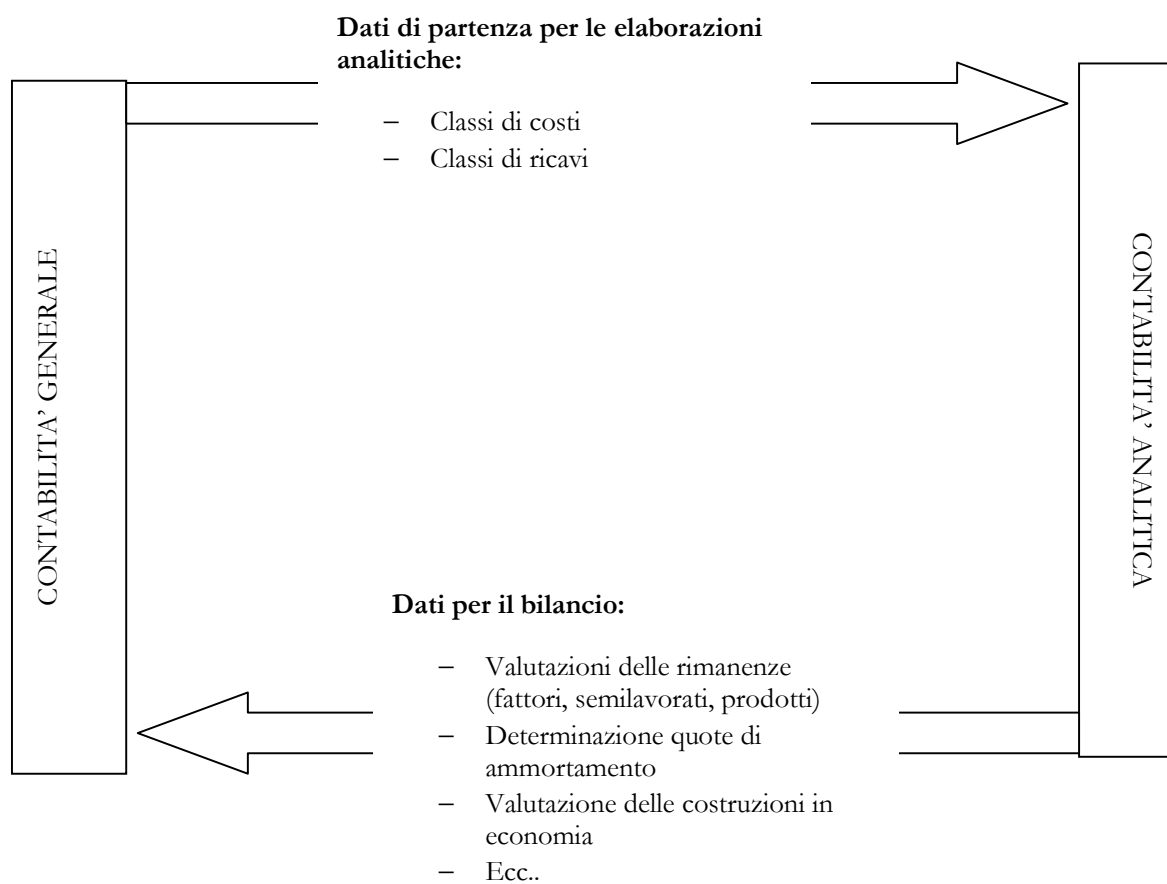 Dati di partenza per le elaborazioni
analitiche:
– Classi di costi
– Classi di ricavi
CONTABILITA’ GENERALE
CONTABILITA’ ANALITICA
Dati per il bilancio:
– Valutazioni delle rimanenze
(fattori, semilavorati, prodotti)
– Determinazione quote di
ammortamento
– Valutazione delle costruzioni in
economia
– Ecc..